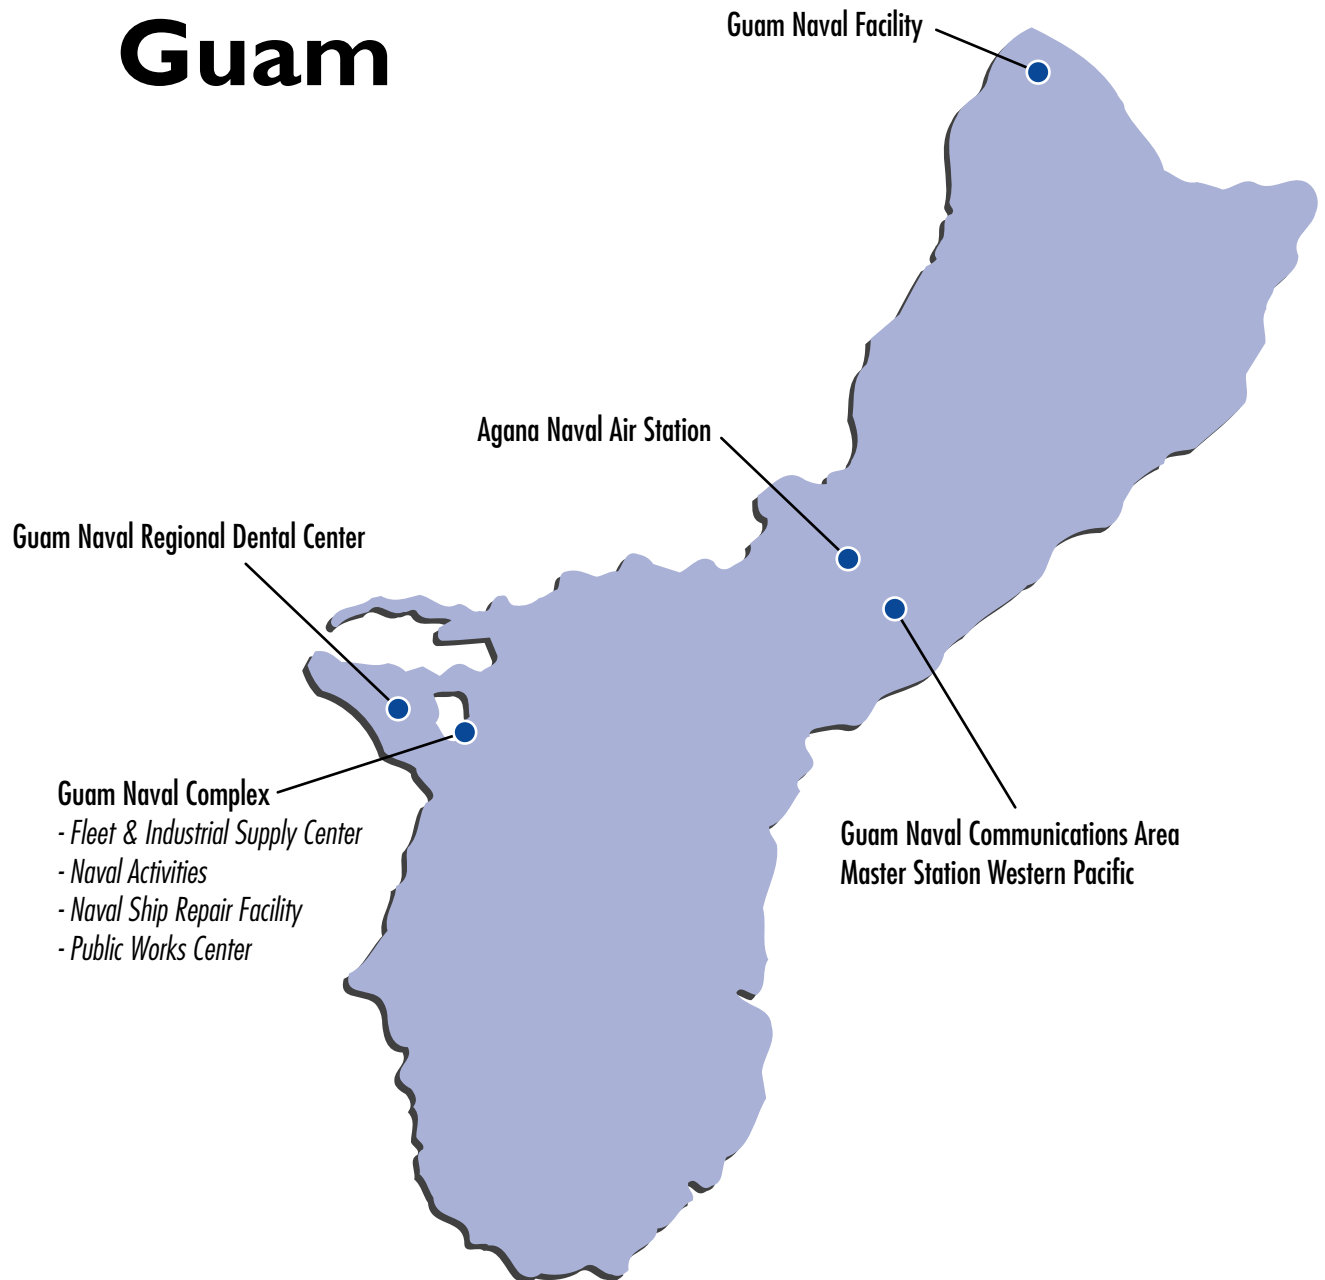 Guam
Guam Naval Facility
Agana Naval Air Station
Guam Naval Regional Dental Center
Guam Naval Complex
- Fleet & Industrial Supply Center
- Naval Activities
- Naval Ship Repair Facility
- Public Works Center
Guam Naval Communications Area
Master Station Western Pacific